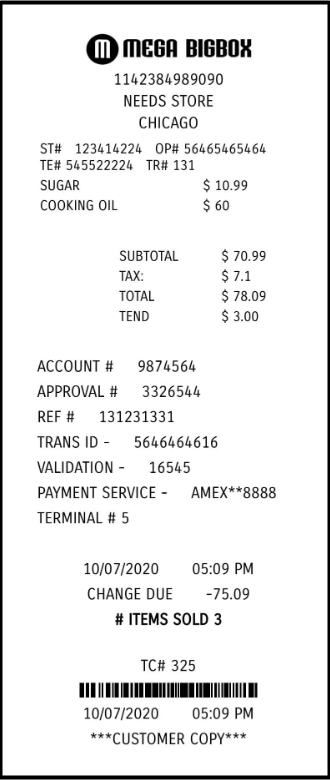 MEGA BIGBOX
1142384989090
NEEDS STORE
CHICAGO
ST# 123414224 OP# 56465465464
TE# 545522224 TR# 131
SUGAR $ 10.99
COOKING OIL $ 60
SUBTOTAL $ 70.99
TAX: $ 7.1
TOTAL $ 78.09
TEND $ 3.00
ACCOUNT # 9874564
APPROVAL # 3326544
REF # 131231331
TRANS ID - 5646464616
VALIDATION - 16545
PAYMENT SERVICE - AMEX**8888
TERMINAL # 5
10/07/2020 05:09 PM
CHANGE DUE -75.09
# ITEMS SOLD 3
TC# 325
10/07/2020 05:09 PM
***CUSTOMER COPY***